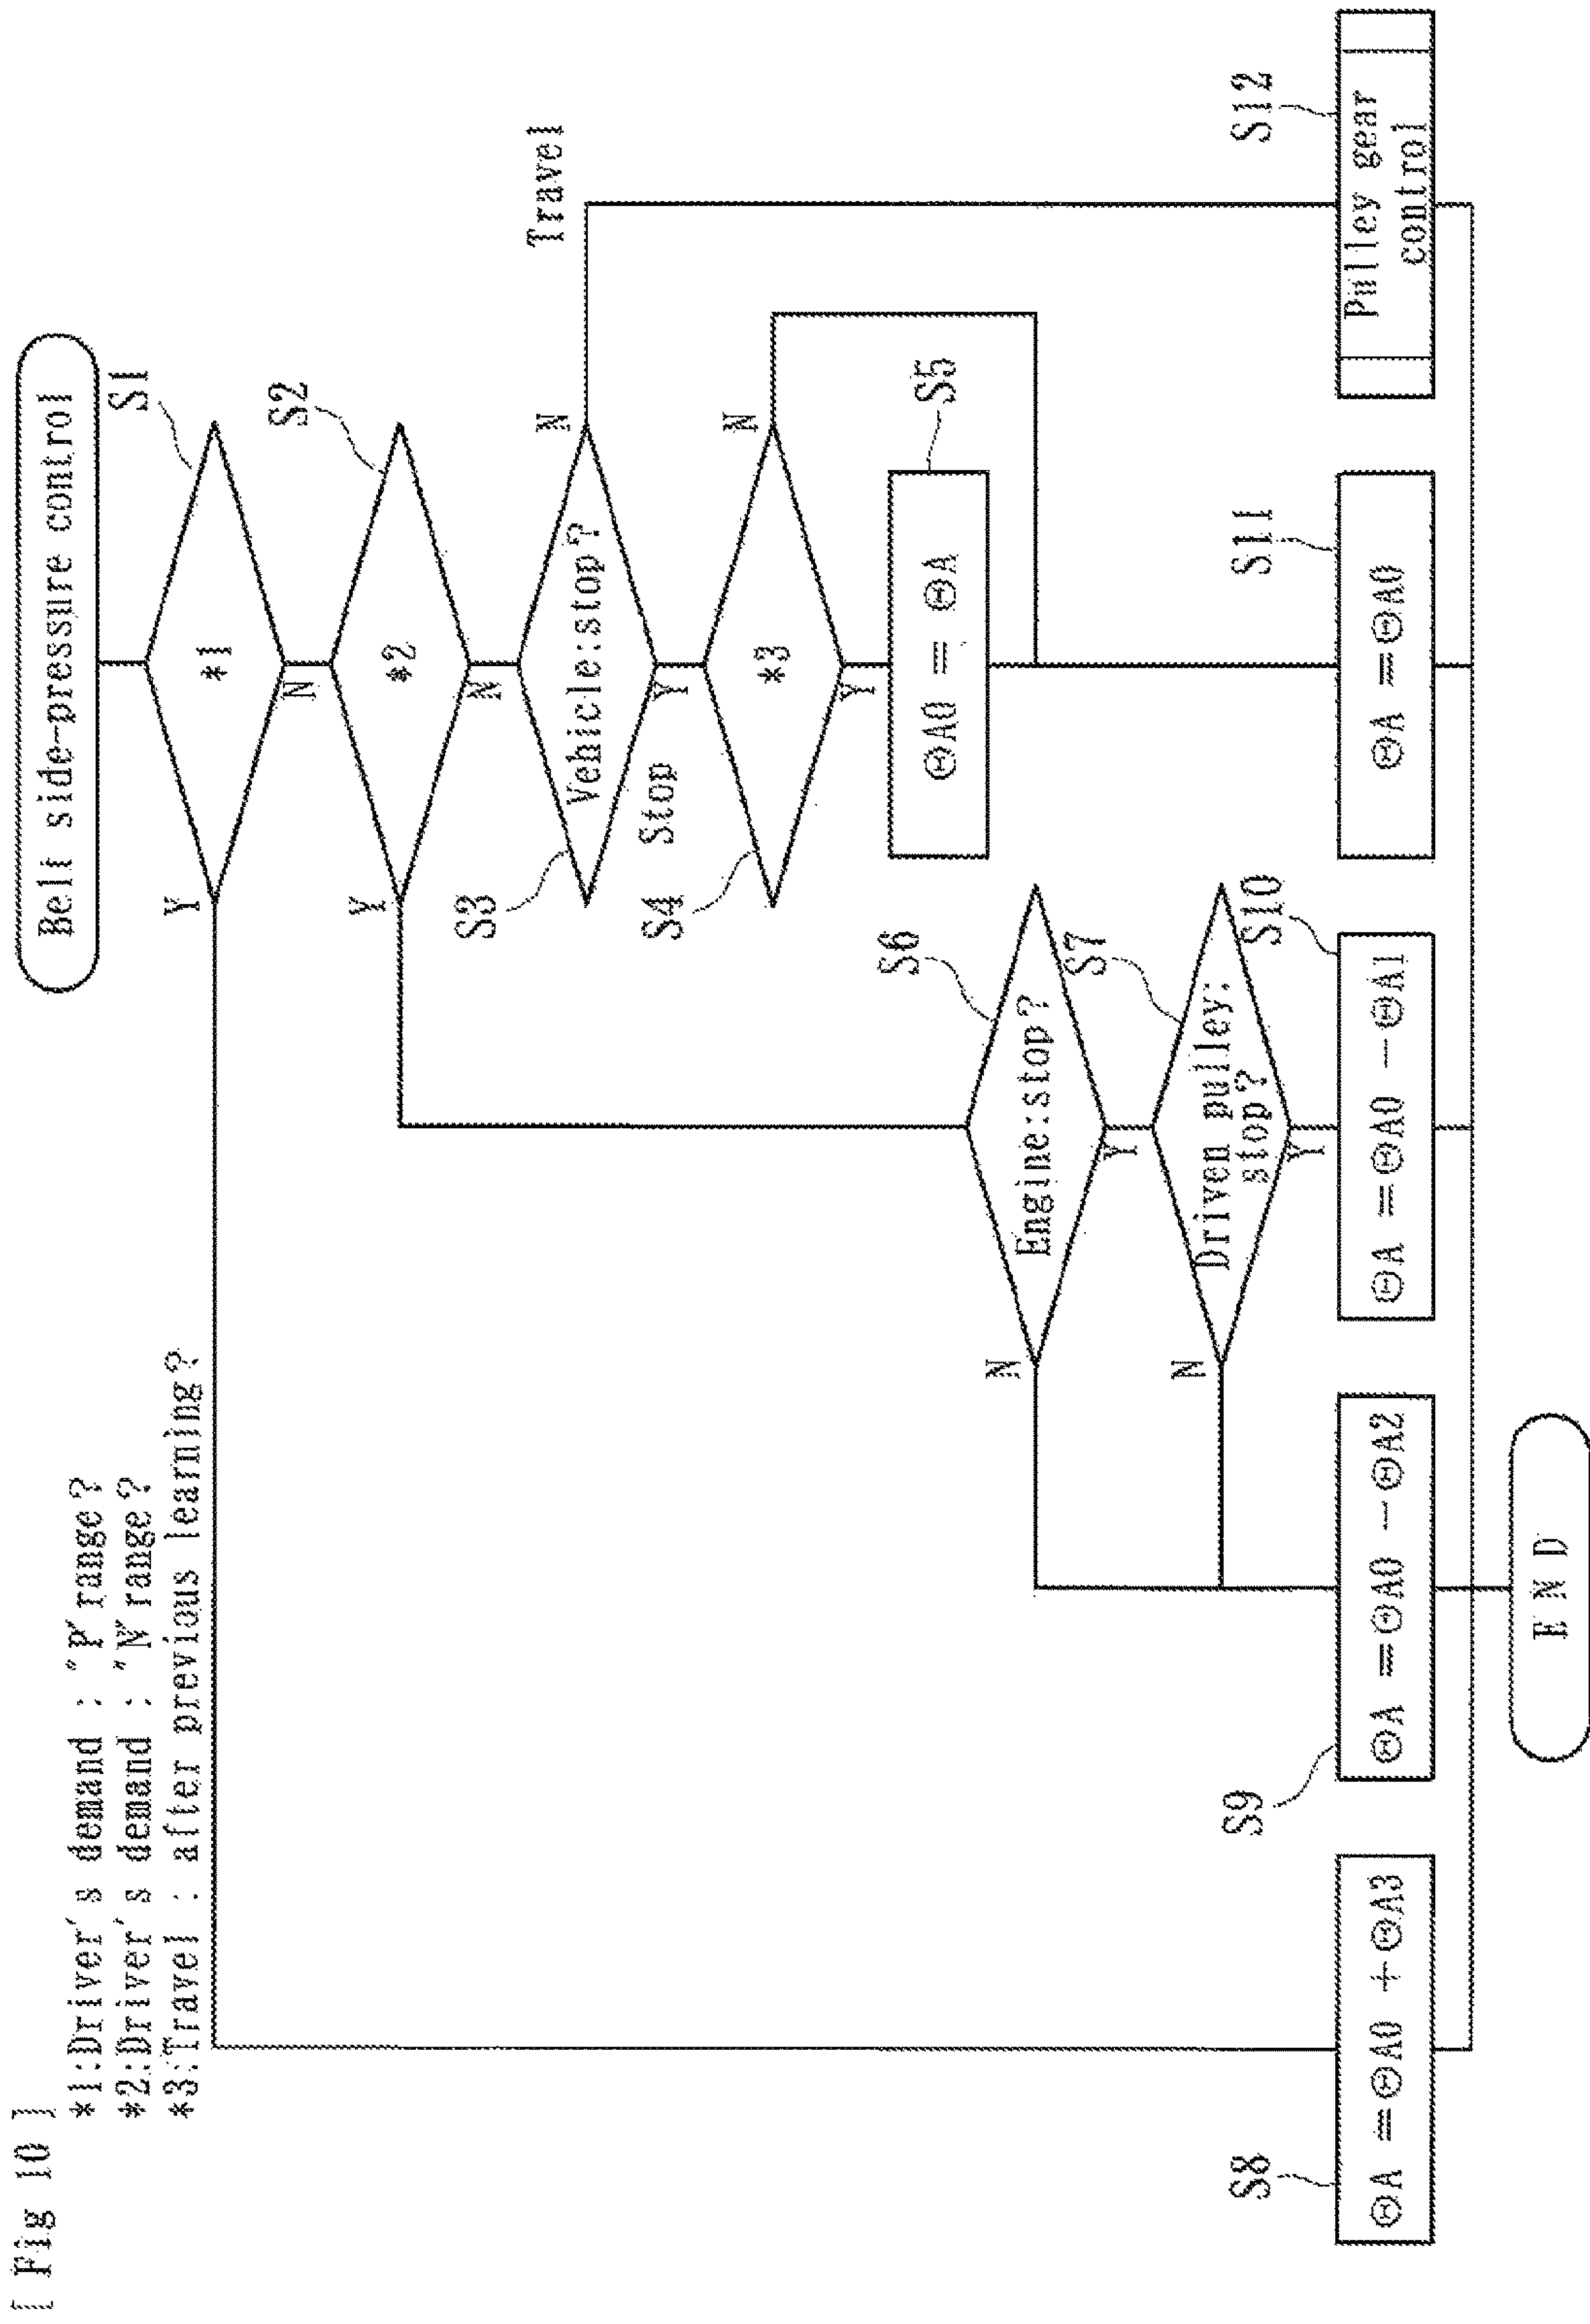 [ Fig 10 ]
*1:Driver's demand : "P" range?
*2:Driver's demand : "N" range?
*3:Travel : after previous learning?
Belt side-pressure control
S1
*1
Y
N
S2
*2
Y
N
S3
Vehicle:stop?
N
Travel
Y
Stop
S4
*3
N
Y
S5
ΘA0 = ΘA
S6
Engine:stop?
N
Y
S7
Driven pulley:
stop?
N
Y
S8
ΘA =ΘA0 +ΘA3
S9
ΘA =ΘA0 -ΘA2
S10
ΘA =ΘA0 -ΘA1
S11
ΘA =ΘA0
S12
Pulley gear
control
END